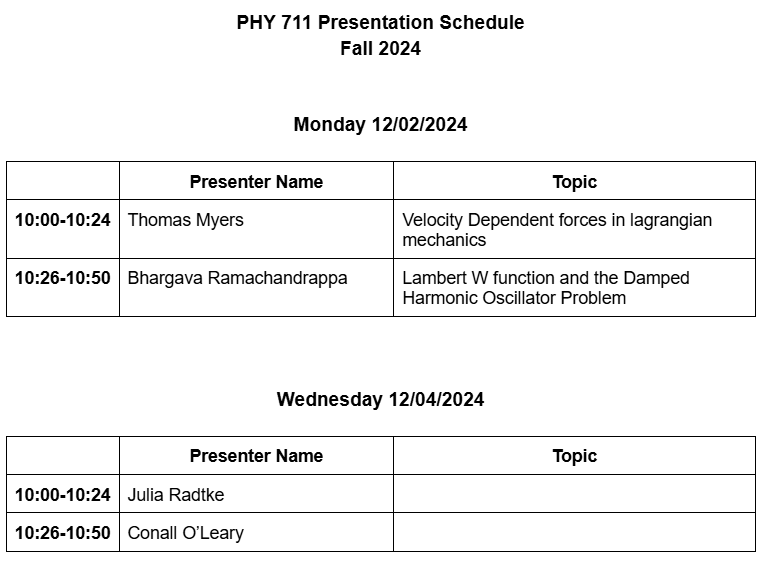 PHY 711 Presentation Schedule
Fall 2024
Monday 12/02/2024
Presenter Name Topic
10:00-10:24 Thomas Myers Velocity Dependent forces in lagrangian
mechanics
10:26-10:50 Bhargava Ramachandrappa Lambert W function and the Damped
Harmonic Oscillator Problem
Wednesday 12/04/2024
Presenter Name Topic
10:00-10:24 Julia Radtke
10:26-10:50 Conall O’Leary